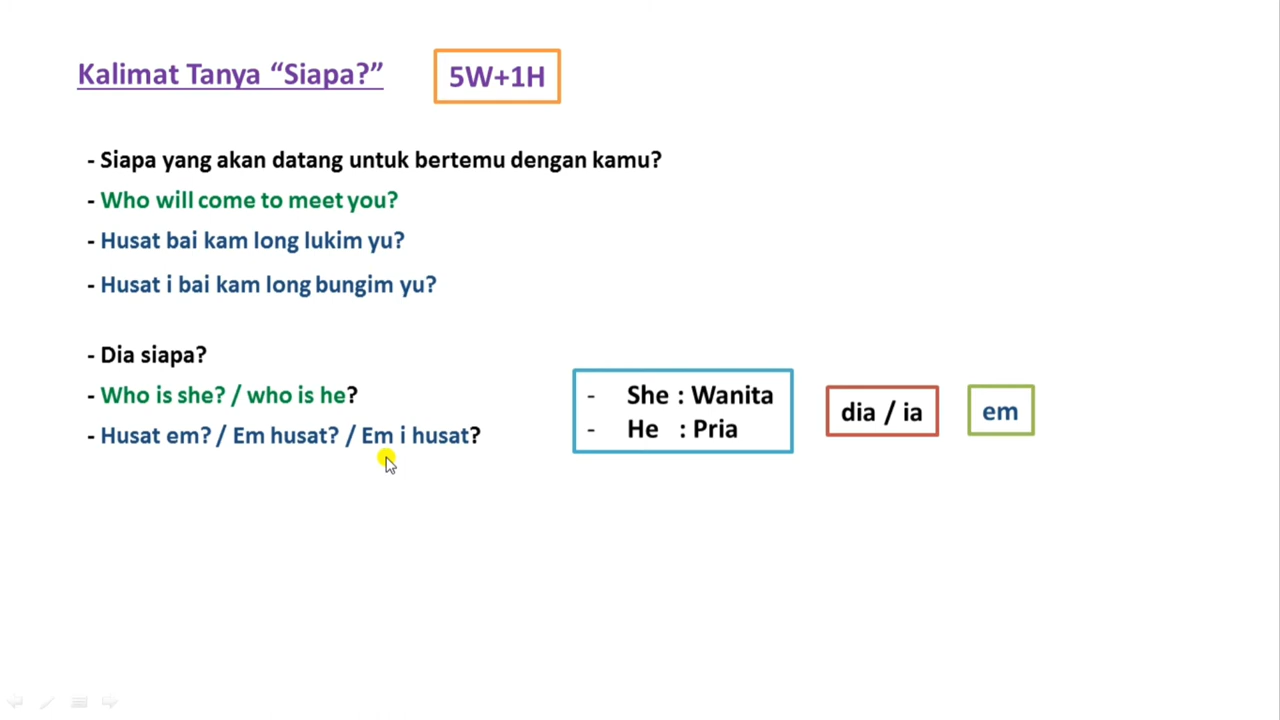 Kalimat Tanya “Siapa?”
5W+1H
- Siapa yang akan datang untuk bertemu dengan kamu?
- Who will come to meet you?
- Husat bai kam long lukim yu?
- Husat i bai kam long bungim yu?
- Dia siapa?
- Who is she? / who is he?
- Husat em? / Em husat? / Em i husat?
- She : Wanita
- He : Pria
dia / ia
em